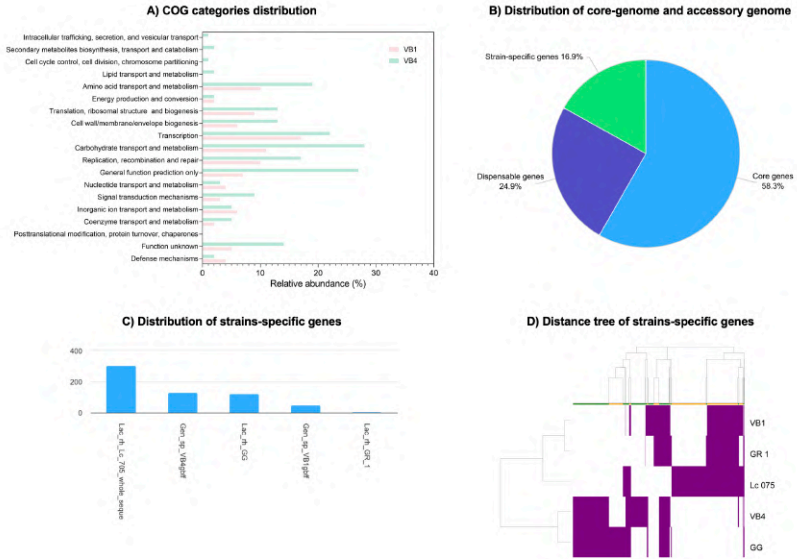 A) COG categories distribution
Intracellular trafficking, secretion, and vesicular transport
Secondary metabolites biosynthesis, transport and catabolism
Cell cycle control, cell division, chromosome partitioning
Lipid transport and metabolism
Amino acid transport and metabolism
Energy production and conversion
Translation, ribosomal structure and biogenesis
Cell wall/membrane/envelope biogenesis
Transcription
Carbohydrate transport and metabolism
Replication, recombination and repair
General function prediction only
Nucleotide transport and metabolism
Signal transduction mechanisms
Inorganic ion transport and metabolism
Coenzyme transport and metabolism
Posttranslational modification, protein turnover, chaperones
Function unknown
Defense mechanisms
VB1
VB4
0 10 20 30 40
Relative abundance (%)
B) Distribution of core-genome and accessory genome
Strain-specific genes 16.9%
Dispensable genes
24.9%
Core genes
58.3%
C) Distribution of strains-specific genes
400
200
0
Lac_rh_Lc_705_whole_seque
Gen_sp_VB4gbff
Lac_rh_GG
Gen_sp_VB1gbff
Lac_rh_GR_1
D) Distance tree of strains-specific genes
VB1
GR 1
Lc 075
VB4
GG